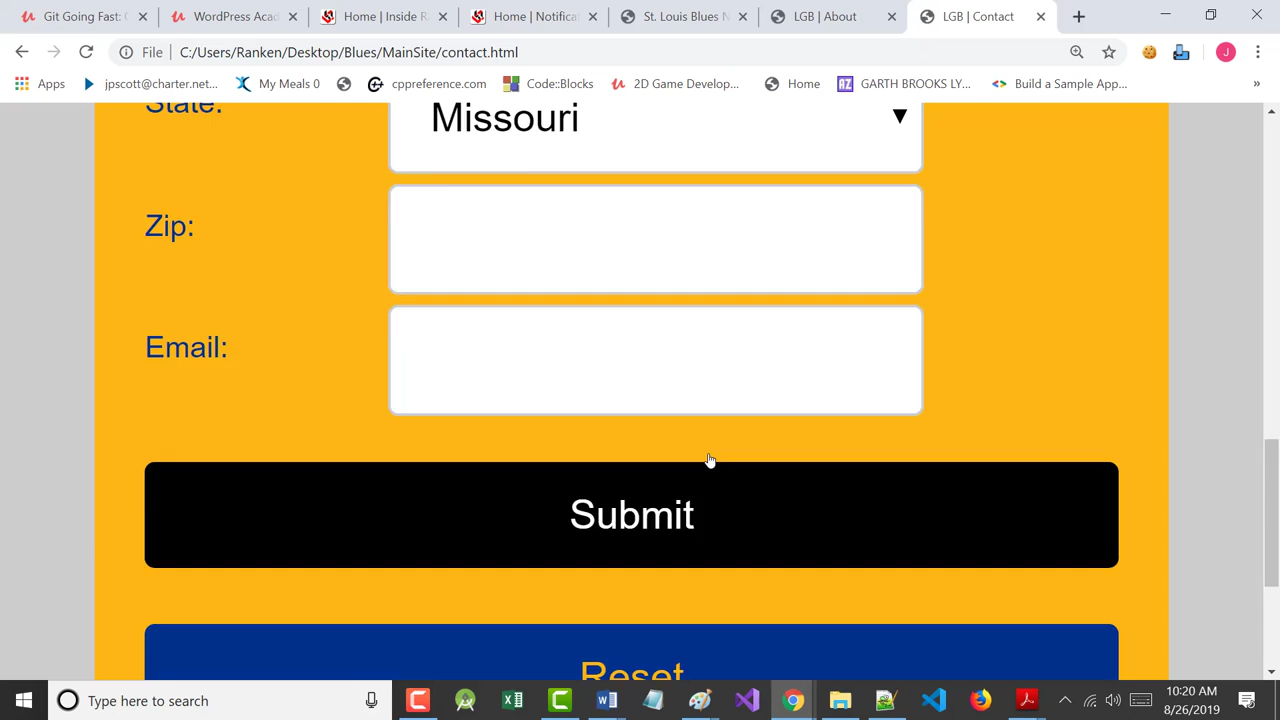 Git Going Fast: 
WordPress Acad
Home | Inside R
Home | Notifica
St. Louis Blues N
LGB | About
LGB | Contact
File
C:/Users/Ranken/Desktop/Blues/MainSite/contact.html
J
Apps
jpscott@charter.net...
My Meals 0
cppreference.com
Code::Blocks
2D Game Develop...
Home
GARTH BROOKS LY...
Build a Sample App...
»
State:
Missouri
Zip:
Email:
Submit
Reset
Type here to search
10:20 AM
8/26/2019